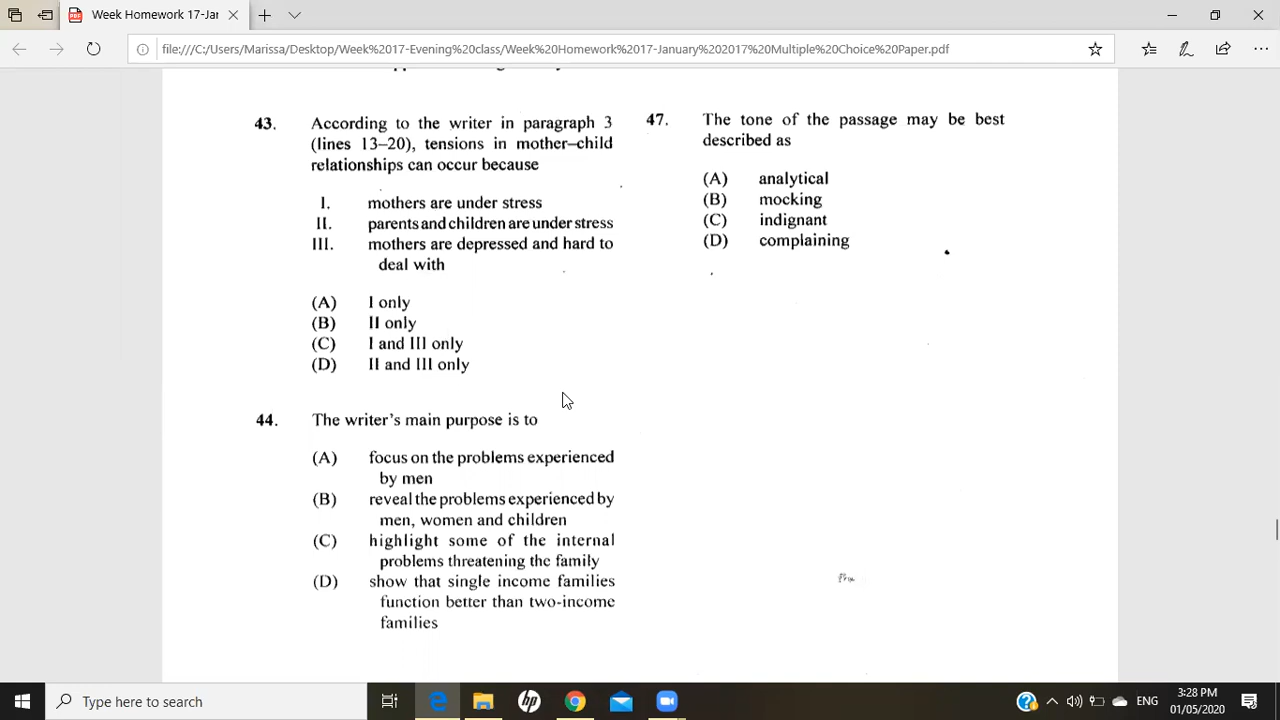 Week Homework 17-Jar
file:///C:/Users/Marissa/Desktop/Week%2017-Evening%20class/Week%20Homework%2017-January%202017%20Multiple%20Choice%20Paper.pdf
43. According to the writer in paragraph 3
(lines 13–20), tensions in mother–child
relationships can occur because
I. mothers are under stress
II. parents and children are under stress
III. mothers are depressed and hard to
deal with
(A) I only
(B) II only
(C) I and III only
(D) II and III only
44. The writer's main purpose is to
(A) focus on the problems experienced
by men
(B) reveal the problems experienced by
men, women and children
(C) highlight some of the internal
problems threatening the family
(D) show that single income families
function better than two-income
families
47. The tone of the passage may be best
described as
(A) analytical
(B) mocking
(C) indignant
(D) complaining
Type here to search
hp
ENG
3:28 PM
01/05/2020